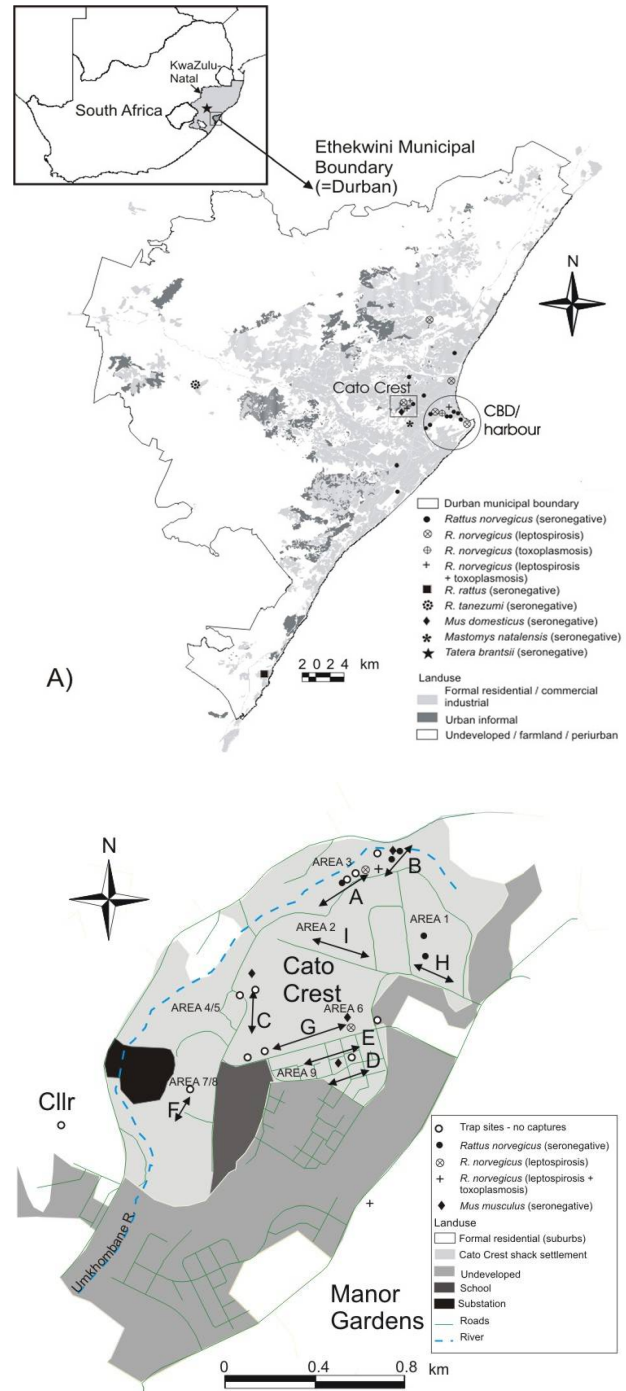 KwaZulu-
Natal
South Africa
Ethekwini Municipal
Boundary
(=Durban)
N
Cato Crest
CBD/
harbour
Durban municipal boundary
Rattus norvegicus (seronegative)
R. norvegicus (leptospirosis)
R. norvegicus (toxoplasmosis)
R. norvegicus (leptospirosis
+ toxoplasmosis)
R. rattus (seronegative)
R. tanezumi (seronegative)
Mus domesticus (seronegative)
Mastomys natalensis (seronegative)
Tatera brantsii (seronegative)
A)
2 0 2 4 km
Landuse
Formal residential / commercial
industrial
Urban informal
Undeveloped / farmland / periurban
N
AREA 3
B
A
AREA 1
AREA 2
I
H
Cato
Crest
AREA 4/5
C
AREA 6
G
E
D
AREA 9
AREA 7/8
F
Cllr
Umkhombane R.
Manor
Gardens
Trap sites - no captures
Rattus norvegicus (seronegative)
R. norvegicus (leptospirosis)
R. norvegicus (leptospirosis +
toxoplasmosis)
Mus musculus (seronegative)
Landuse
Formal residential (suburbs)
Cato Crest shack settlement
Undeveloped
School
Substation
Roads
River
0 0.4 0.8
km